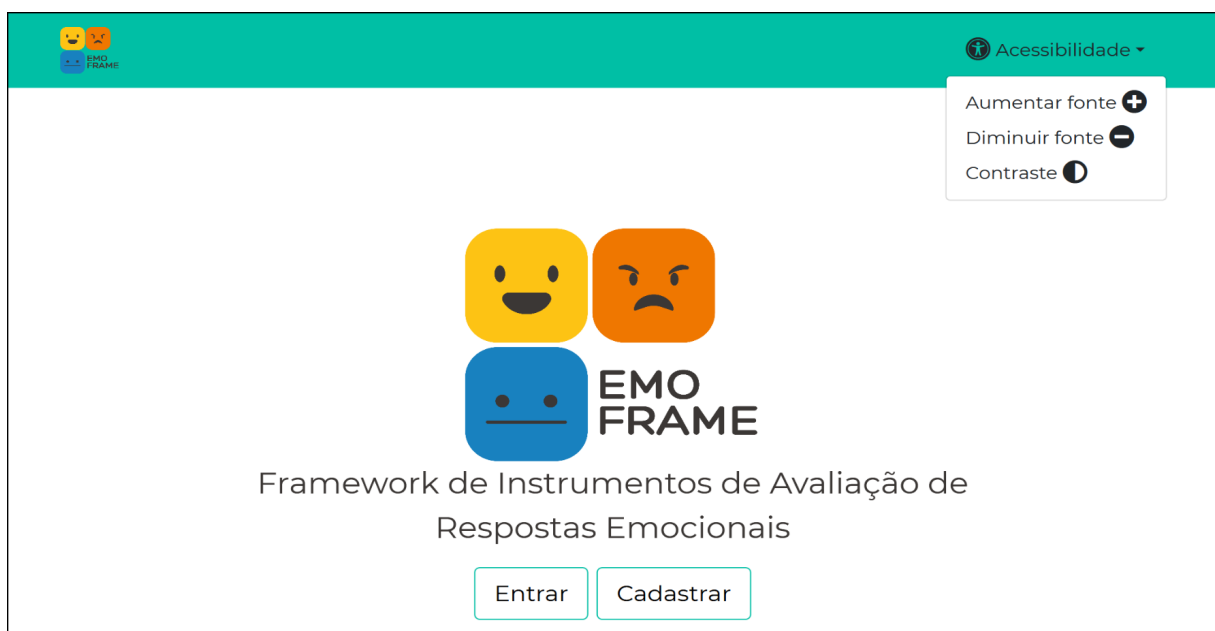 EMO
FRAME
Acessibilidade
Aumentar fonte
Diminuir fonte
Contraste
EMO
FRAME
Framework de Instrumentos de Avaliação de
Respostas Emocionais
Entrar
Cadastrar